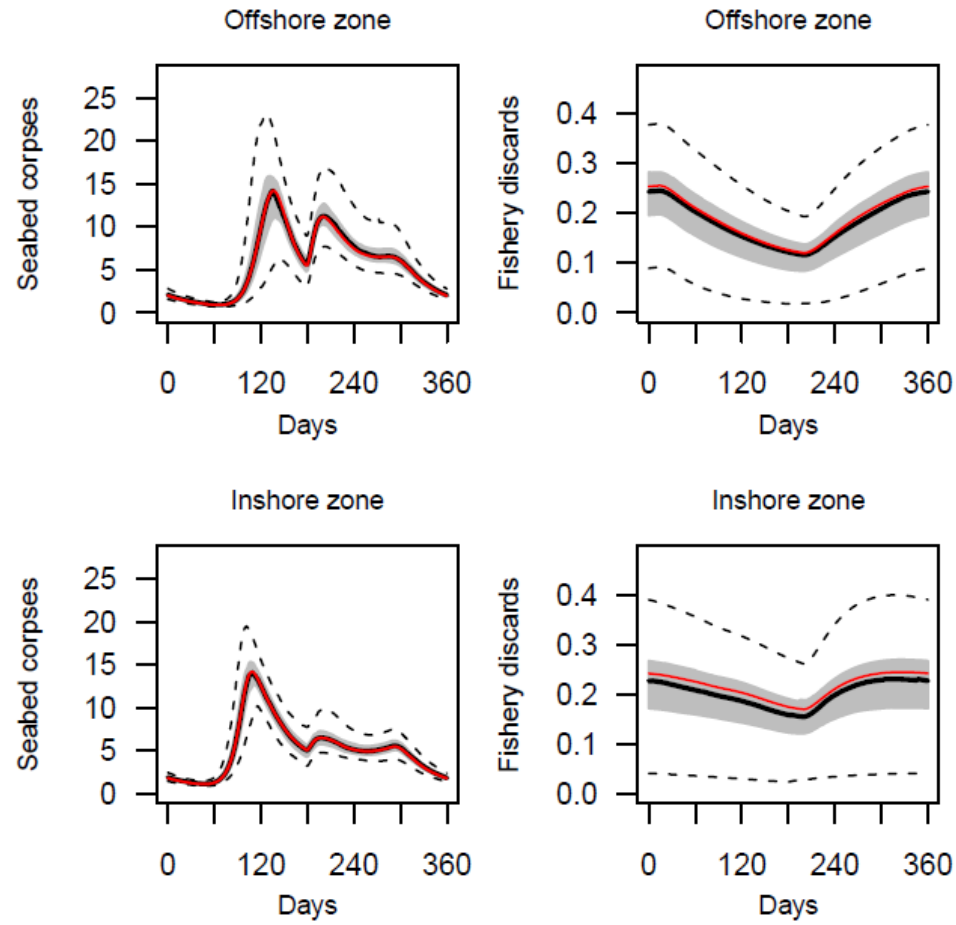 Offshore zone
Seabed corpses
25
20
15
10
5
0
0 120 240 360
Days
Offshore zone
Fishery discards
0.4
0.3
0.2
0.1
0.0
0 120 240 360
Days
Inshore zone
Seabed corpses
25
20
15
10
5
0
0 120 240 360
Days
Inshore zone
Fishery discards
0.4
0.3
0.2
0.1
0.0
0 120 240 360
Days